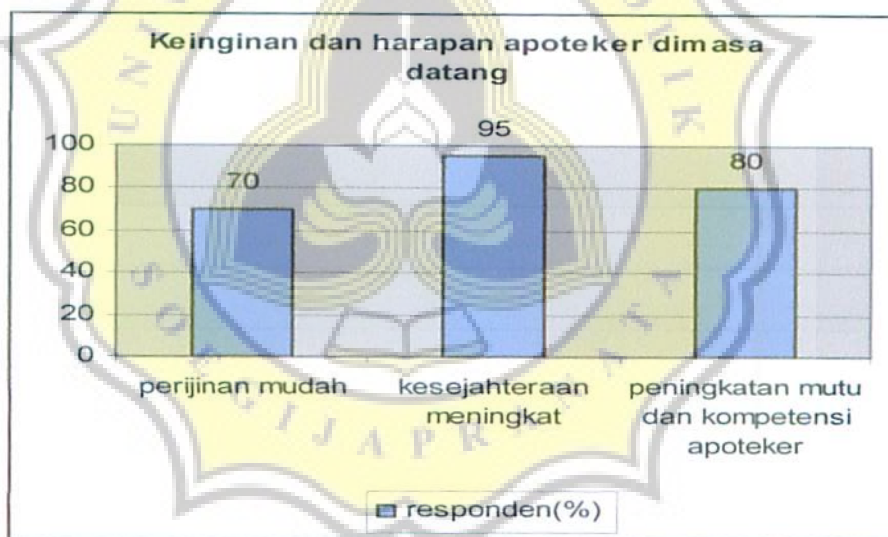 Keinginan dan harapan apoteker dimasa
datang
100
80
60
40
20
0
70
95
80
perijinan mudah
kesejahteraan
meningkat
peningkatan mutu
dan kompetensi
apoteker
responden(%)
SOEGIJAPRANATA